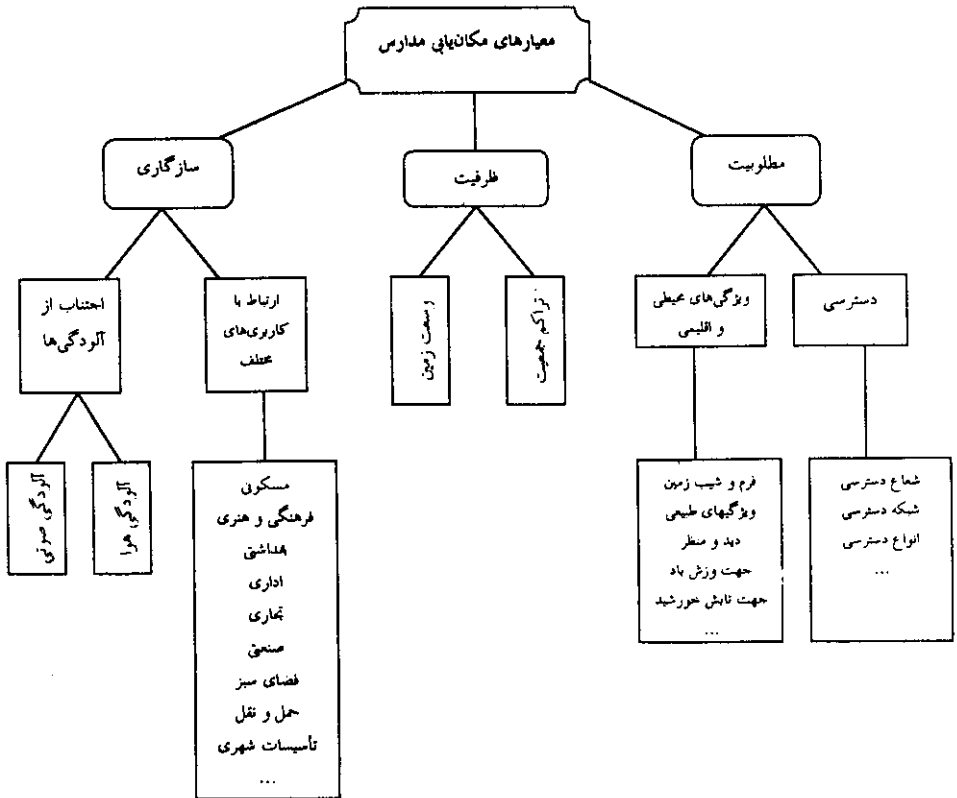 معیارهای مکان‌یابی مدارس
مطلوبیت
ظرفیت
سازگاری
دسترسی
ویژگی‌های محیطی
و اقلیمی
تراکم جمعیت
وسعت زمین
ارتباط با
کاربری‌های
مختلف
اجتناب از
آلودگی‌ها
شعاع دسترسی
شبکه دسترسی
انواع دسترسی
...
فرم و شیب زمین
ویژگیهای طبیعی
دید و منظر
جهت وزش باد
جهت تابش خورشید
...
مسکونی
فرهنگی و هنری
بهداشتی
اداری
تجاری
صنعتی
فضای سبز
حمل و نقل
تأسیسات شهری
...
آلودگی هوا
آلودگی صوتی